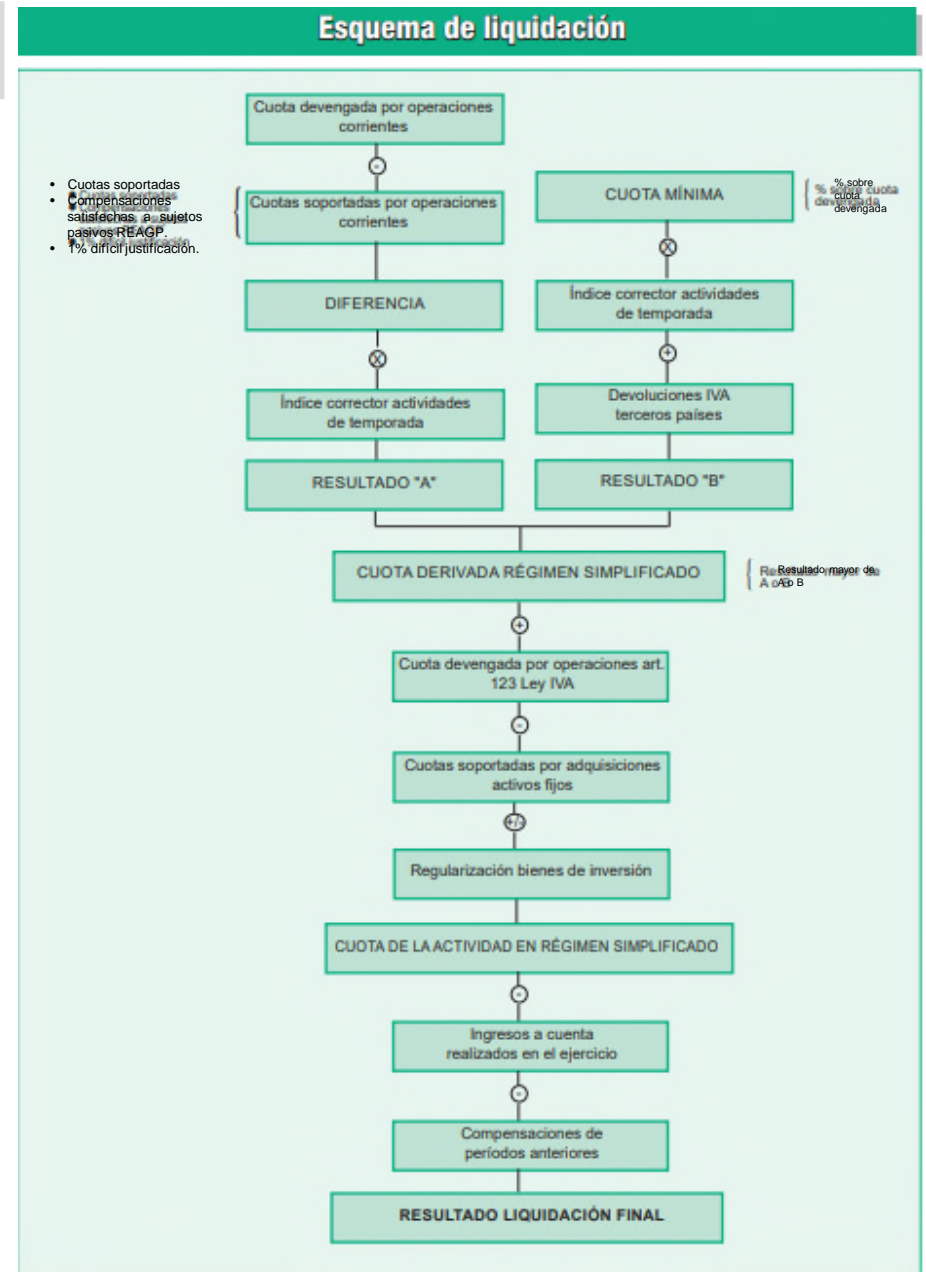 Esquema de liquidación
Cuota devengada por operaciones
corrientes
-
• Cuotas soportadas
• Compensaciones
satisfechas a sujetos
pasivos REAGP.
• 1% difícil justificación.
Cuotas soportadas por operaciones
corrientes
CUOTA MÍNIMA
% sobre
cuota
devengada
% sobre cuota
devengada
X
DIFERENCIA
Índice corrector actividades
de temporada
X
+
Índice corrector actividades
de temporada
Devoluciones IVA
terceros países
RESULTADO "A"
RESULTADO "B"
CUOTA DERIVADA RÉGIMEN SIMPLIFICADO
Resultado mayor de
A o B
+
Cuota devengada por operaciones art.
123 Ley IVA
-
Cuotas soportadas por adquisiciones
activos fijos
+/-
Regularización bienes de inversión
CUOTA DE LA ACTIVIDAD EN RÉGIMEN SIMPLIFICADO
-
Ingresos a cuenta
realizados en el ejercicio
-
Compensaciones de
períodos anteriores
RESULTADO LIQUIDACIÓN FINAL